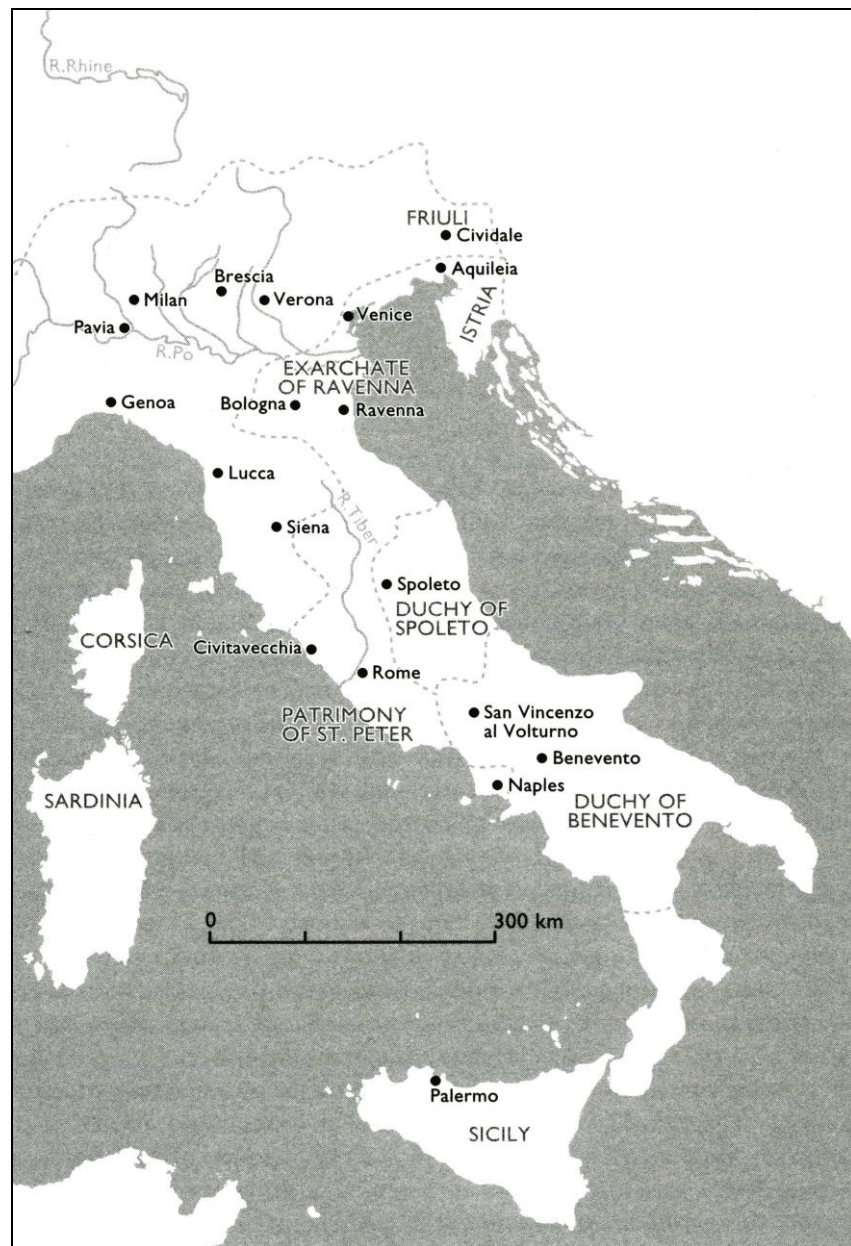 R.Rhine
FRIULI
Cividale
Aquileia
Brescia
Milan
Verona
Venice
ISTRIA
Pavia
R.Po
EXARCHATE
OF RAVENNA
Genoa
Bologna
Ravenna
Lucca
R.Tiber
Siena
Spoleto
DUCHY OF
SPOLETO
CORSICA
Civitavecchia
Rome
PATRIMONY
OF ST. PETER
San Vincenzo
al Volturno
Benevento
Naples
SARDINIA
DUCHY OF
BENEVENTO
0
300 km
Palermo
SICILY